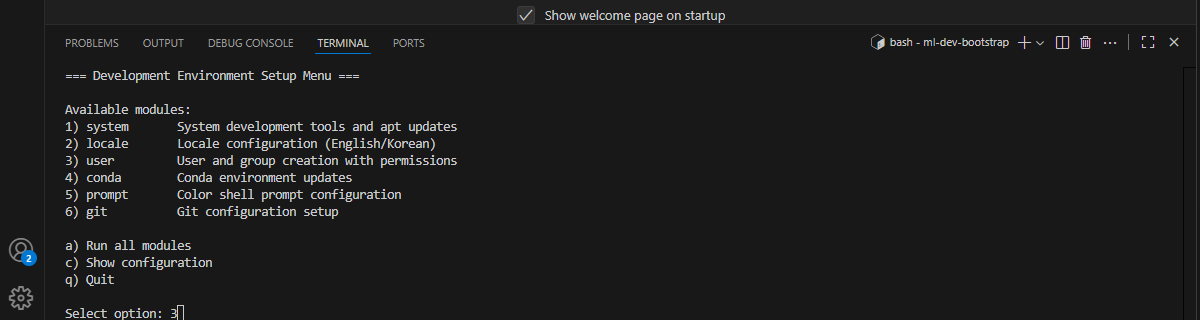 Show welcome page on startup
PROBLEMS OUTPUT DEBUG CONSOLE TERMINAL PORTS bash - ml-dev-bootstrap
=== Development Environment Setup Menu ===
Available modules:
1) system System development tools and apt updates
2) locale Locale configuration (English/Korean)
3) user User and group creation with permissions
4) conda Conda environment updates
5) prompt Color shell prompt configuration
6) git Git configuration setup
a) Run all modules
c) Show configuration
q) Quit
Select option: 3
2